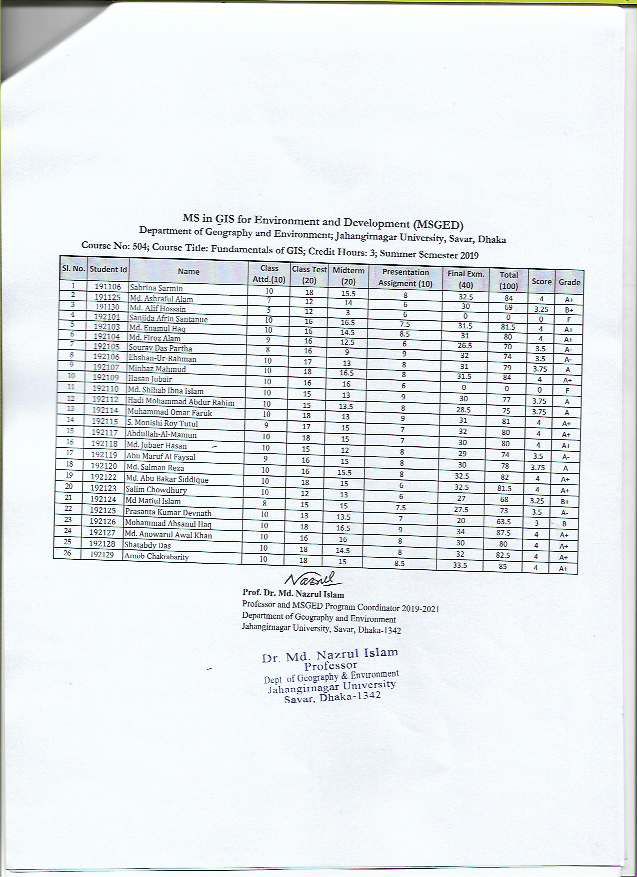 MS in GIS for Environment and Development (MSGED)
Department of Geography and Environment; Jahangirnagar University, Savar, Dhaka
Course No: 504; Course Title: Fundamentals of GIS; Credit Hours: 3; Summer Semester 2019
Sl. No. Student Id Name Class Attd.(10) Class Test (20) Midterm (20) Presentation Assigment (10) Final Exm. (40) Total (100) Score Grade
1 191106 Sabrina Sarmin 10 18 15.5 8 32.5 84 4 A+
2 191125 Md. Ashraful Alam 7 12 14 6 30 69 3.25 B+
3 191130 Md. Alif Hossain 5 12 3 6 0 0 0 F
4 192101 Sanjida Afrin Santanue 10 16 16.5 7.5 31.5 81.5 4 A+
5 192103 Md. Enamul Haq 10 16 14.5 8.5 31 80 4 A+
6 192104 Md. Firoz Alam 9 16 12.5 6 26.5 70 3.5 A-
7 192105 Sourav Das Partha 8 16 9 9 32 74 3.5 A-
8 192106 Ehshan-Ur-Rahman 10 17 13 8 31 79 3.75 A
9 192107 Minhaz Mahmud 10 18 16.5 8 31.5 84 4 A+
10 192109 Hasan Jubair 10 16 16 6 0 0 0 F
11 192110 Md. Shihab Ibna Islam 10 15 13 9 30 77 3.75 A
12 192112 Hadi Mohammad Abdur Rahim 10 15 13.5 8 28.5 75 3.75 A
13 192114 Muhammad Omar Faruk 10 18 13 9 31 81 4 A+
14 192115 S. Monishi Roy Tutul 9 17 15 7 32 80 4 A+
15 192117 Abdullah-Al-Mamun 10 18 15 7 30 80 4 A+
16 192118 Md. Jubaer Hasan 10 15 12 8 29 74 3.5 A-
17 192119 Abu Maruf Al Faysal 9 16 15 8 30 78 3.75 A
18 192120 Md. Salman Reza 10 16 15.5 8 32.5 82 4 A+
19 192122 Md. Abu Bakar Siddique 10 18 15 6 32.5 81.5 4 A+
20 192123 Salim Chowdhury 10 12 13 6 27 68 3.25 B+
21 192124 Md Matiul Islam 8 15 15 7.5 27.5 73 3.5 A-
22 192125 Prasanta Kumar Devnath 10 13 13.5 7 20 63.5 3 B
23 192126 Mohammad Ahsanul Haq 10 18 16.5 9 34 87.5 4 A+
24 192127 Md. Anowarul Awal Khan 10 16 16 8 30 80 4 A+
25 192128 Shatabdy Das 10 18 14.5 8 32 82.5 4 A+
26 192129 Arnob Chakrabarity 10 18 15 8.5 33.5 85 4 A+
Nazrul
Prof. Dr. Md. Nazrul Islam
Professor and MSGED Program Coordinator 2019-2021
Department of Geography and Environment
Jahangirnagar University, Savar, Dhaka-1342
Dr. Md. Nazrul Islam
Professor
Dept of Geography & Environment
Jahangirnagar University
Savar, Dhaka-1342